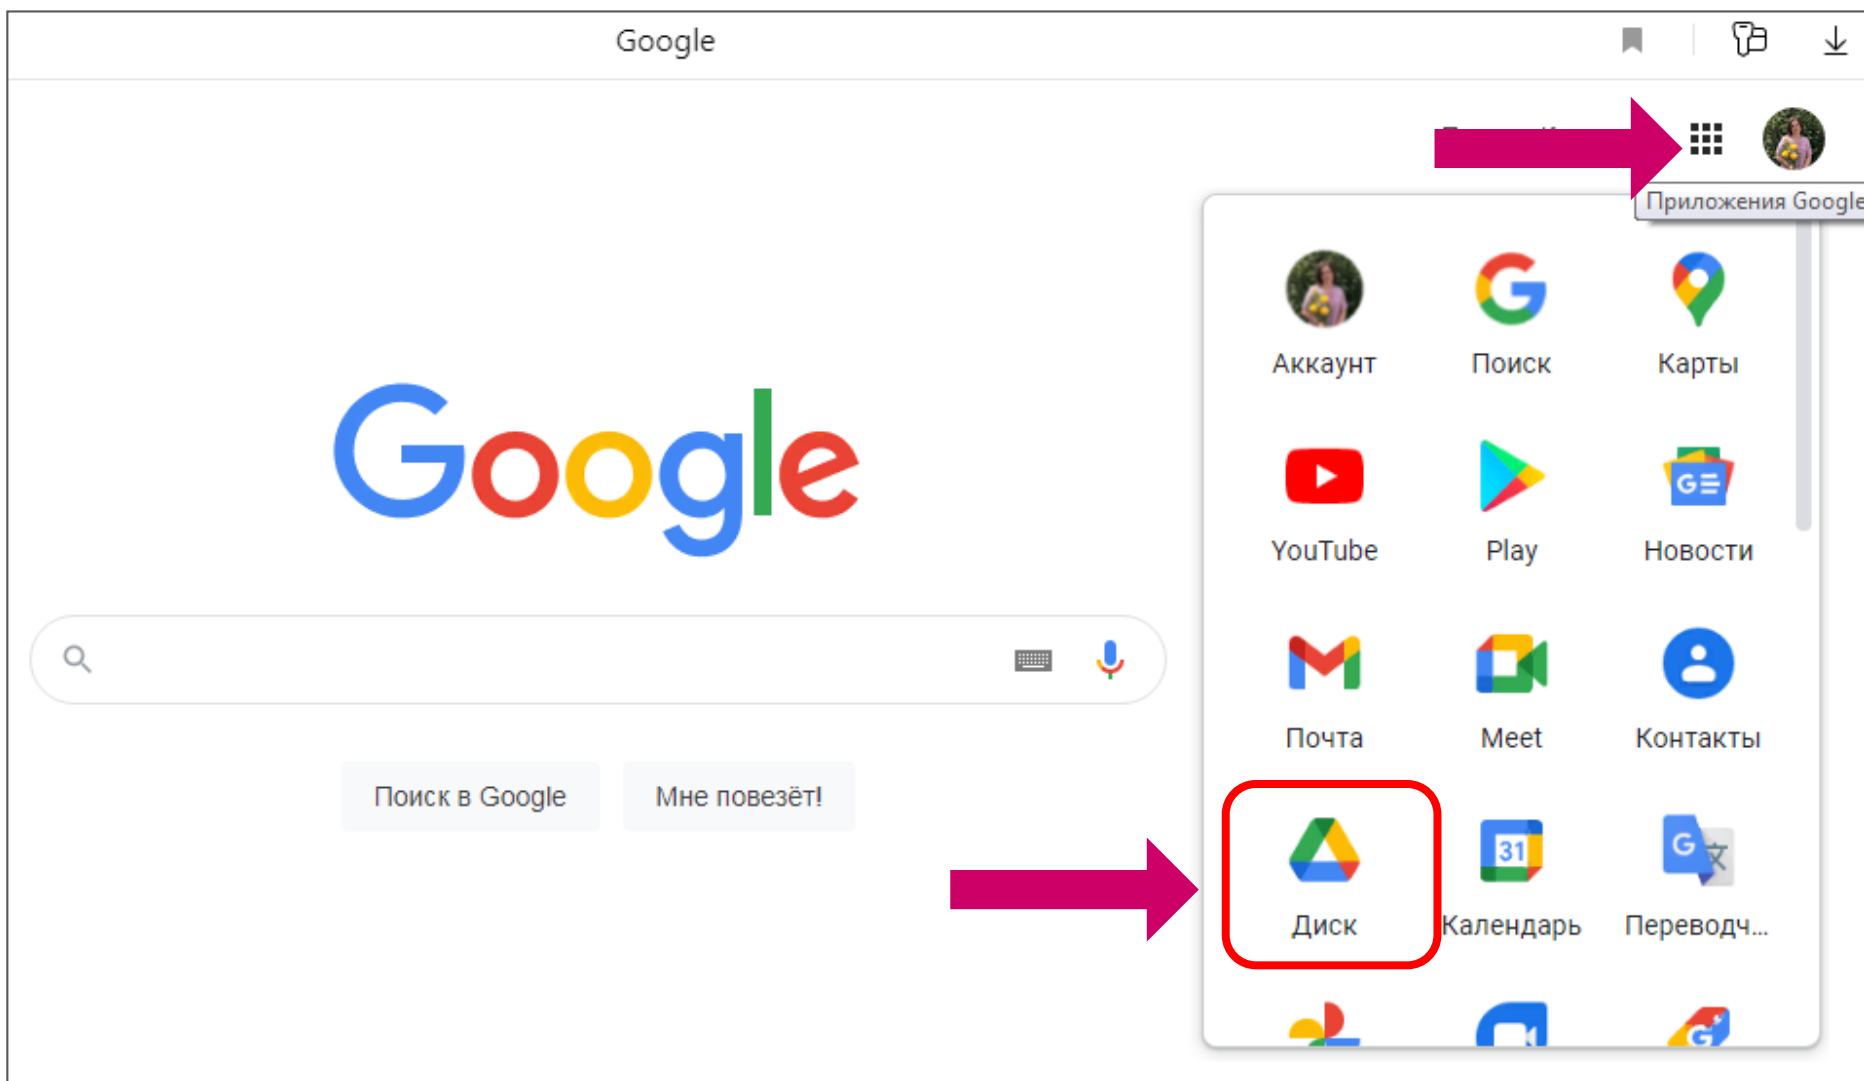 Google
Приложения Google
Аккаунт
Поиск
Карты
Google
YouTube
Play
Новости
Почта
Meet
Контакты
Поиск в Google
Мне повезёт!
31
Диск
Календарь
Переводч...